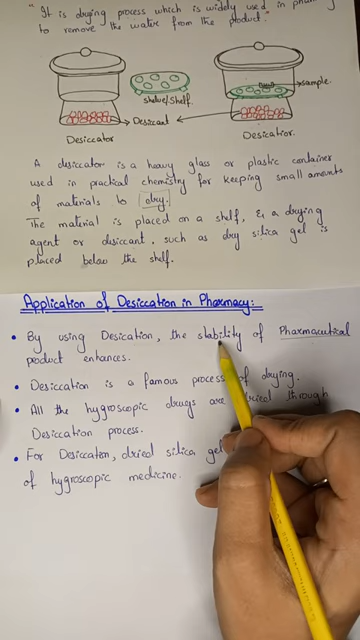 "It is drying process which is widely used in
to remove the water from the product."
sample
shelve/shelf.
Desiccant
Desiccator
Desicattor.
A desiccator is a heavy glass or plastic container
used in practical chemistry for keeping small amounts
of materials to dry.
The material is placed on a shelf, & a drying
agent or desiccant, such as dry silica gel is
placed below the shelf.
Application of Desiccation in Pharmacy:
• By using Desication, the stability of Pharmaceutical
product enhances.
• Desiccation is a famous process of drying.
• All the hygroscopic drugs are through
Desiccation process.
• For Desiccaton, dried silica gel
of hygroscopic medicine.